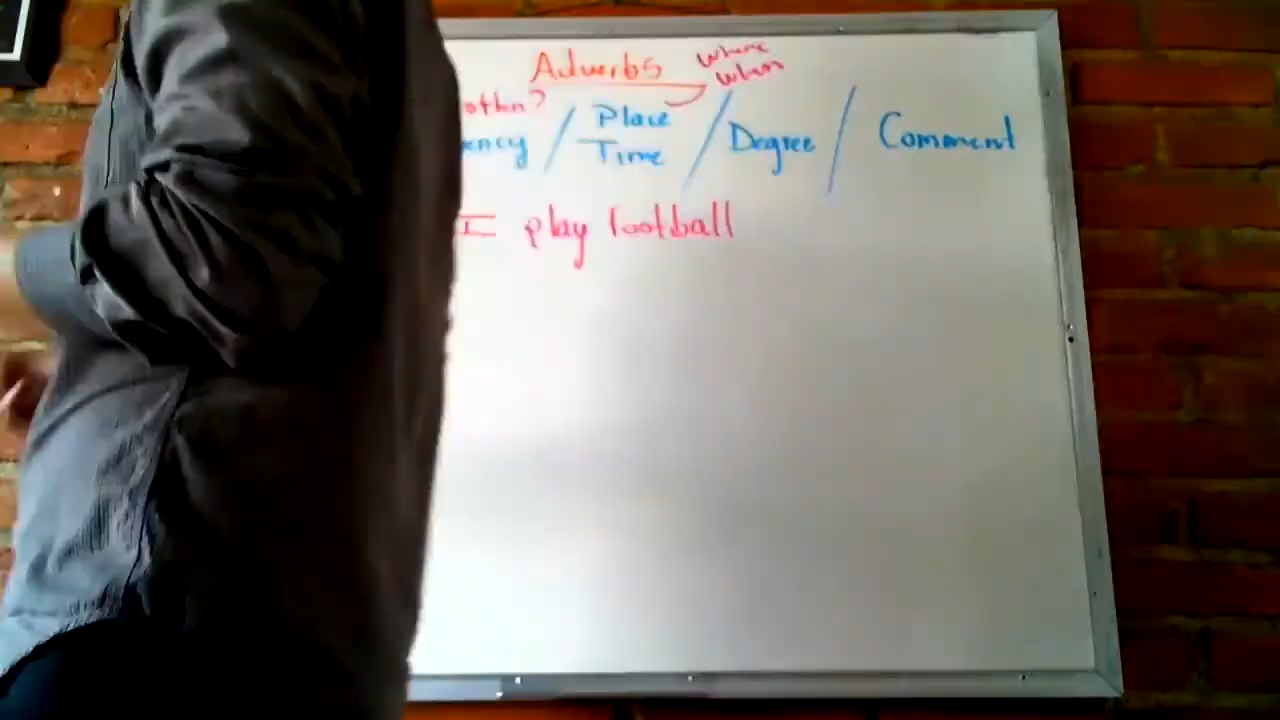 Adverbs where
when
/ Place / Degree / Comment
Time
I play football